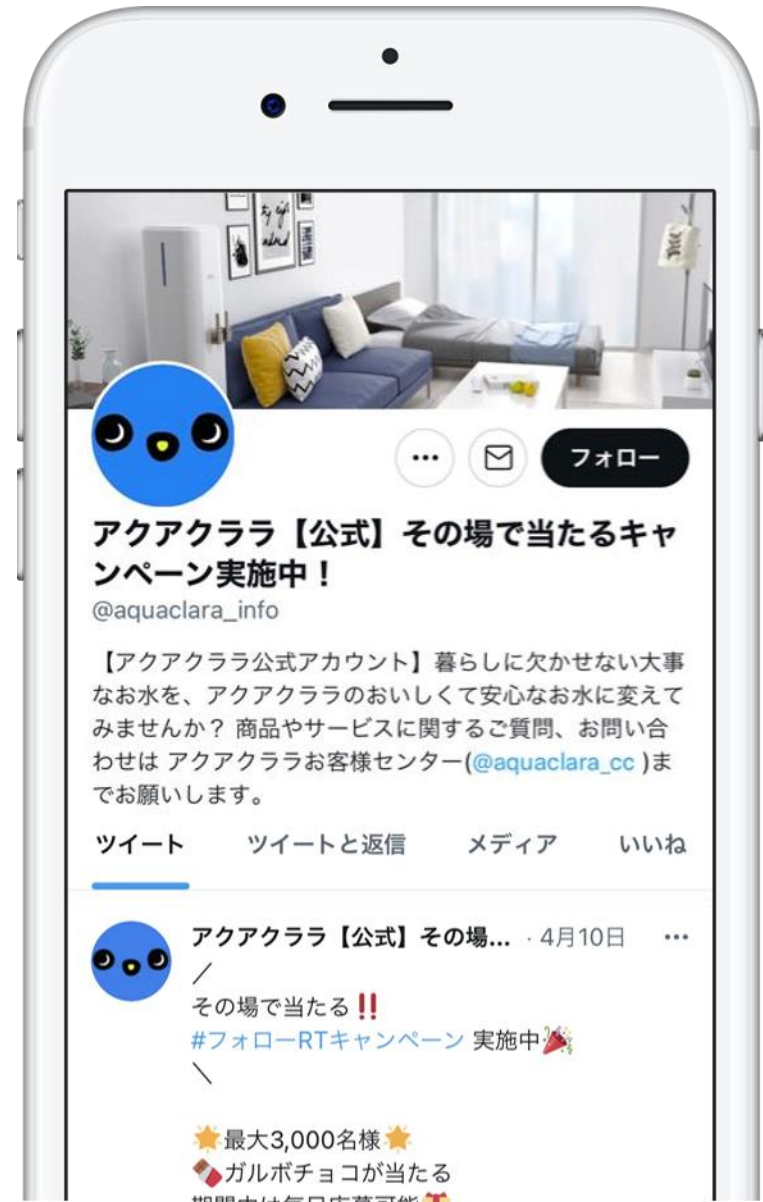 フォロー
アクアクララ【公式】その場で当たるキャ
ンペーン実施中！
@aquaclara_info
【アクアクララ公式アカウント】暮らしに欠かせない大事
なお水を、アクアクララのおいしくて安心なお水に変えて
みませんか？ 商品やサービスに関するご質問、お問い合
わせは アクアクララお客様センター(@aquaclara_cc )ま
でお願いします。
ツイート ツイートと返信 メディア いいね
アクアクララ【公式】その場... · 4月10日
／
その場で当たる‼️
#フォローRTキャンペーン 実施中🎉
＼
🌟最大3,000名様🌟
🍫ガルボチョコが当たる
期間中は毎日応募可能🎁